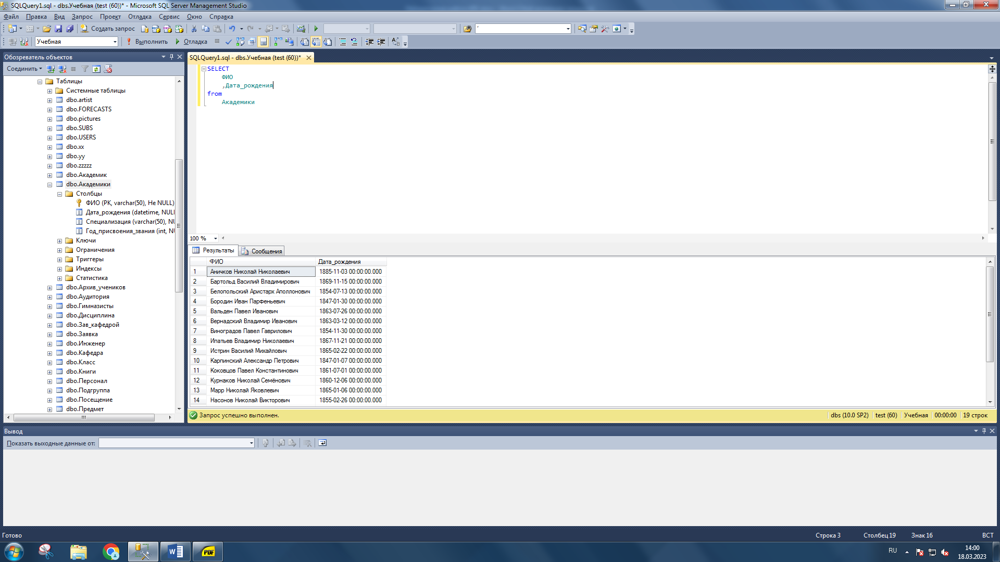 SQLQuery1.sql - dbs.Учебная (test (60))* - Microsoft SQL Server Management Studio
Файл Правка Вид Запрос Проект Отладка Сервис Окно Справка
Создать запрос '
Учебная Выполнить Отладка
Обозреватель объектов
Соединить
Таблицы
Системные таблицы
dbo.artist
dbo.FORECASTS
dbo.pictures
dbo.SUBS
dbo.USERS
dbo.xx
dbo.yy
dbo.zzzzz
dbo.Академик
dbo.Академики
Столбцы
ФИО (PK, varchar(50), Не NULL)
Дата_рождения (datetime, NULL
Специализация (varchar(50), NU
Год_присвоения_звания (int, NU
Ключи
Ограничения
Триггеры
Индексы
Статистика
dbo.Архив_учеников
dbo.Аудитория
dbo.Гимназисты
dbo.Дисциплина
dbo.Зав_кафедрой
dbo.Заявка
dbo.Инженер
dbo.Кафедра
dbo.Класс
dbo.Книги
dbo.Персонал
dbo.Подгруппа
dbo.Посещение
dbo.Предмет
SQLQuery1.sql - dbs.Учебная (test (60))*
SELECT
ФИО
,Дата_рождения
from
Академики
100 %
Результаты Сообщения
ФИО Дата_рождения
1 Аничков Николай Николаевич 1885-11-03 00:00:00.000
2 Бартольд Василий Владимирович 1869-11-15 00:00:00.000
3 Белопольский Аристарх Аполлонович 1854-07-13 00:00:00.000
4 Бородин Иван Парфеньевич 1847-01-30 00:00:00.000
5 Вальден Павел Иванович 1863-07-26 00:00:00.000
6 Вернадский Владимир Иванович 1863-03-12 00:00:00.000
7 Виноградов Павел Гаврилович 1854-11-30 00:00:00.000
8 Ипатьев Владимир Николаевич 1867-11-21 00:00:00.000
9 Истрин Василий Михайлович 1865-02-22 00:00:00.000
10 Карпинский Александр Петрович 1847-01-07 00:00:00.000
11 Коковцов Павел Константинович 1861-07-01 00:00:00.000
12 Курнаков Николай Семёнович 1860-12-06 00:00:00.000
13 Марр Николай Яковлевич 1865-01-06 00:00:00.000
14 Насонов Николай Викторович 1855-02-26 00:00:00.000
Запрос успешно выполнен. dbs (10.0 SP2) test (60) Учебная 00:00:00 19 строк
Вывод
Показать выходные данные от:
Готово Строка 3 Столбец 19 Знак 16 ВСТ
W PDF RU 14:00
18.03.2023